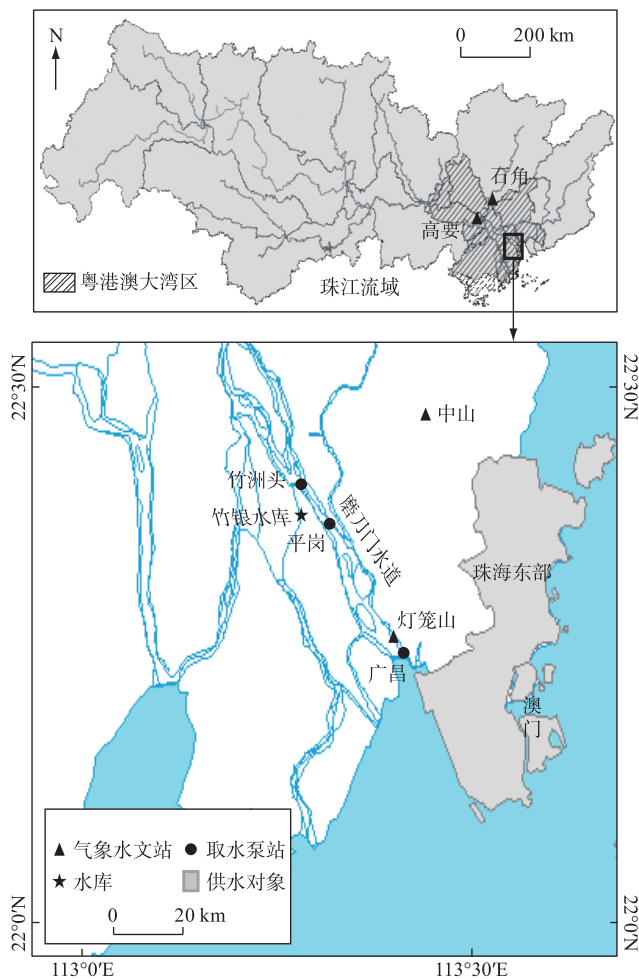 N
0 200 km
石角
高要
粤港澳大湾区
珠江流域
22°30′N
22°30′N
中山
竹洲头
竹银水库
平岗
磨刀门水道
珠海东部
灯笼山
广昌
澳门
气象水文站
取水泵站
水库
供水对象
0 20 km
22°0′N
22°0′N
113°0′E
113°30′E